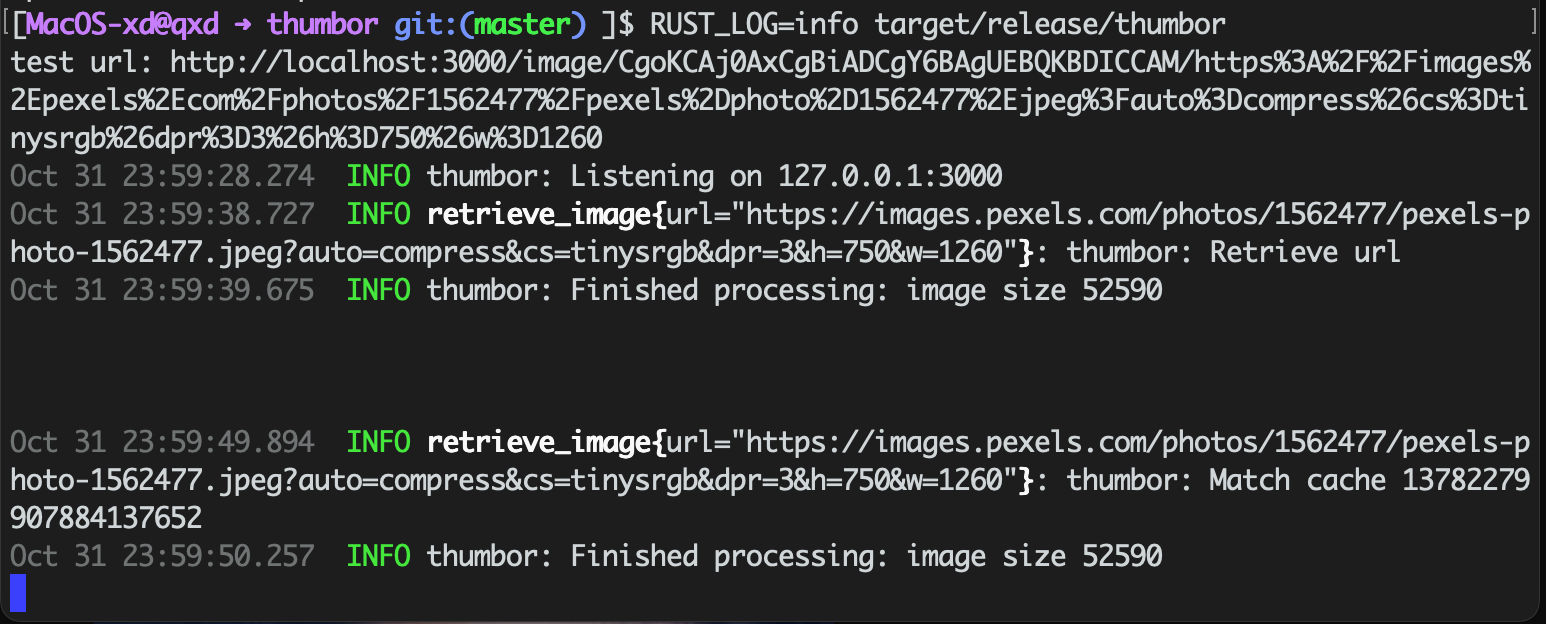 [[MacOS-xd@qxd → thumbor git:(master) ]$ RUST_LOG=info target/release/thumbor ]
test url: http://localhost:3000/image/CgoKCAj0AxCgBiADCgY6BAgUEBQKBDICCAM/https%3A%2F%2Fimages%
2Epexels%2Ecom%2Fphotos%2F1562477%2Fpexels%2Dphoto%2D1562477%2Ejpeg%3Fauto%3Dcompress%26cs%3Dti
nysrgb%26dpr%3D3%26h%3D750%26w%3D1260
Oct 31 23:59:28.274  INFO thumbor: Listening on 127.0.0.1:3000
Oct 31 23:59:38.727  INFO retrieve_image{url="https://images.pexels.com/photos/1562477/pexels-p
hoto-1562477.jpeg?auto=compress&cs=tinysrgb&dpr=3&h=750&w=1260"}: thumbor: Retrieve url
Oct 31 23:59:39.675  INFO thumbor: Finished processing: image size 52590
Oct 31 23:59:49.894  INFO retrieve_image{url="https://images.pexels.com/photos/1562477/pexels-p
hoto-1562477.jpeg?auto=compress&cs=tinysrgb&dpr=3&h=750&w=1260"}: thumbor: Match cache 13782279
907884137652
Oct 31 23:59:50.257  INFO thumbor: Finished processing: image size 52590